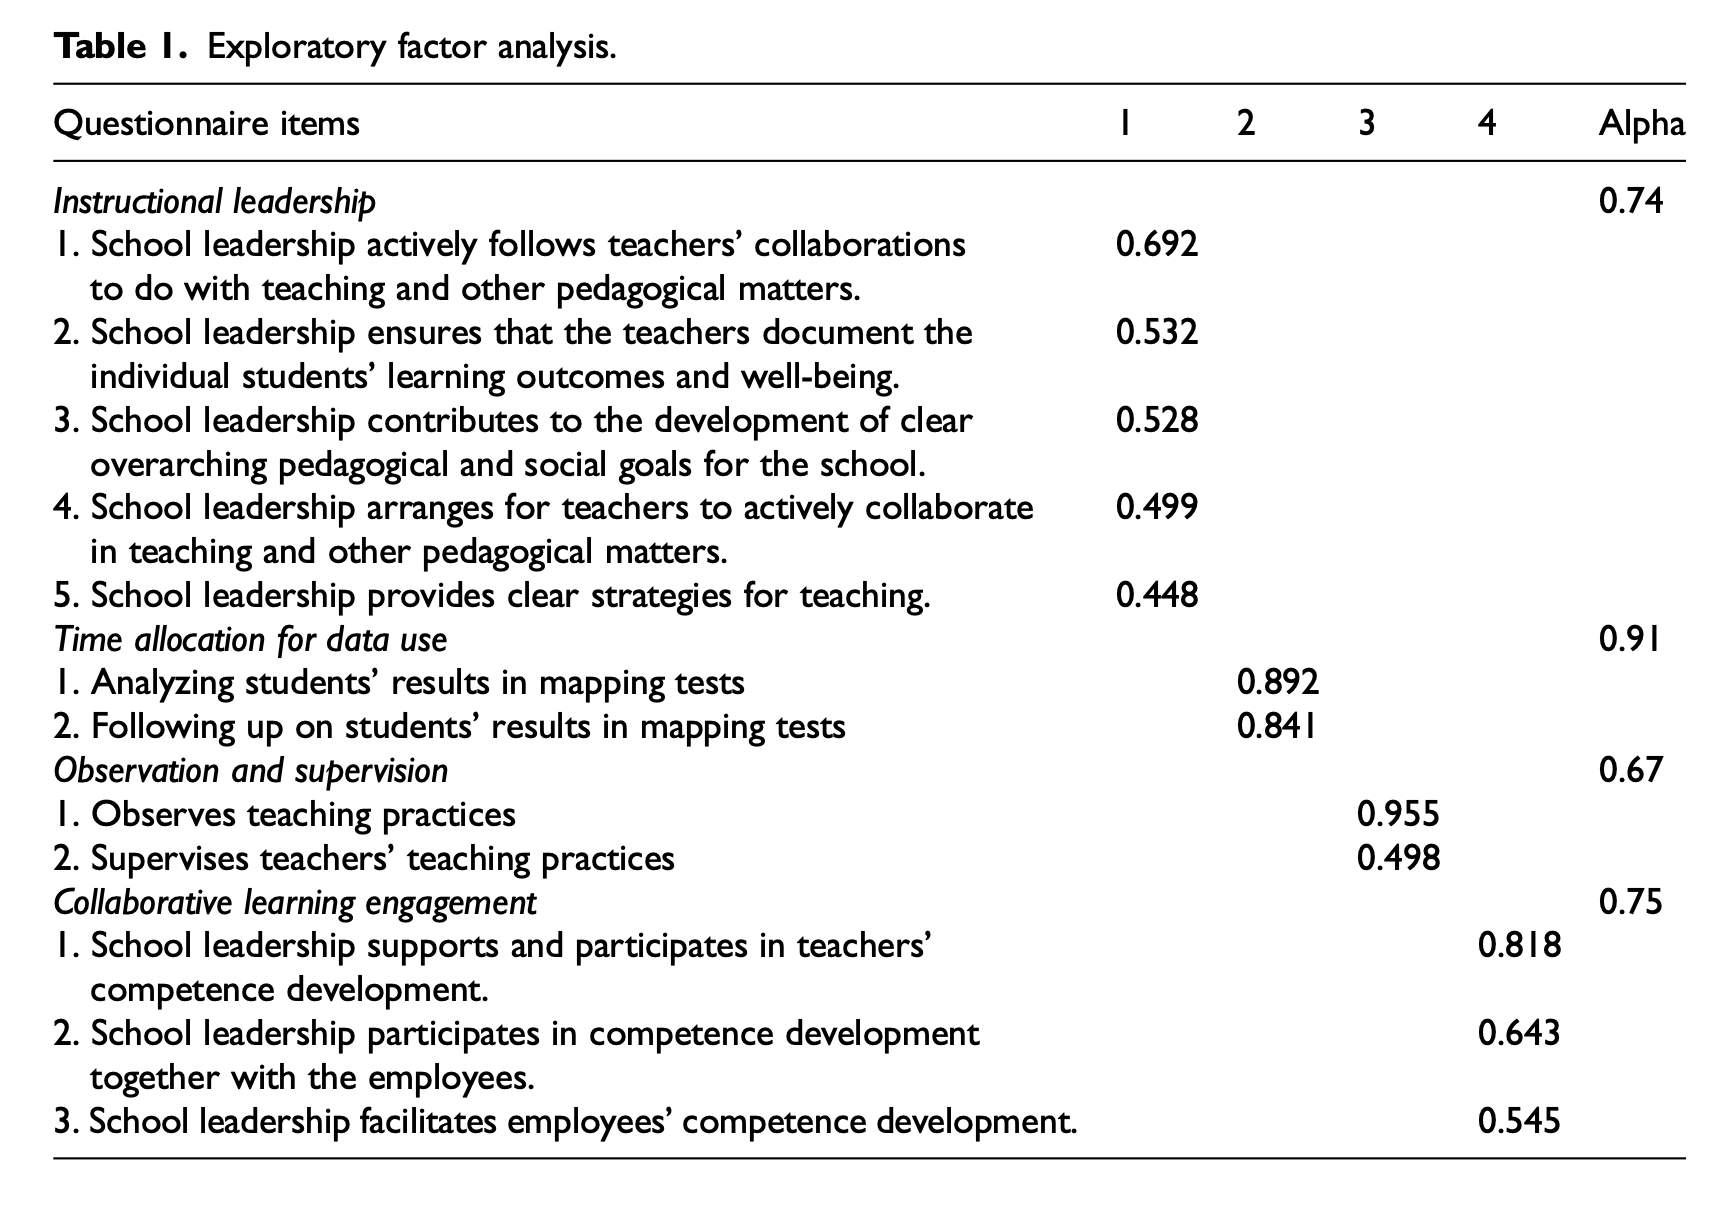 Table 1. Exploratory factor analysis.
Questionnaire items 1 2 3 4 Alpha
Instructional leadership 0.74
1. School leadership actively follows teachers’ collaborations 0.692
to do with teaching and other pedagogical matters.
2. School leadership ensures that the teachers document the 0.532
individual students’ learning outcomes and well-being.
3. School leadership contributes to the development of clear 0.528
overarching pedagogical and social goals for the school.
4. School leadership arranges for teachers to actively collaborate 0.499
in teaching and other pedagogical matters.
5. School leadership provides clear strategies for teaching. 0.448
Time allocation for data use 0.91
1. Analyzing students’ results in mapping tests 0.892
2. Following up on students’ results in mapping tests 0.841
Observation and supervision 0.67
1. Observes teaching practices 0.955
2. Supervises teachers’ teaching practices 0.498
Collaborative learning engagement 0.75
1. School leadership supports and participates in teachers’ 0.818
competence development.
2. School leadership participates in competence development 0.643
together with the employees.
3. School leadership facilitates employees’ competence development. 0.545